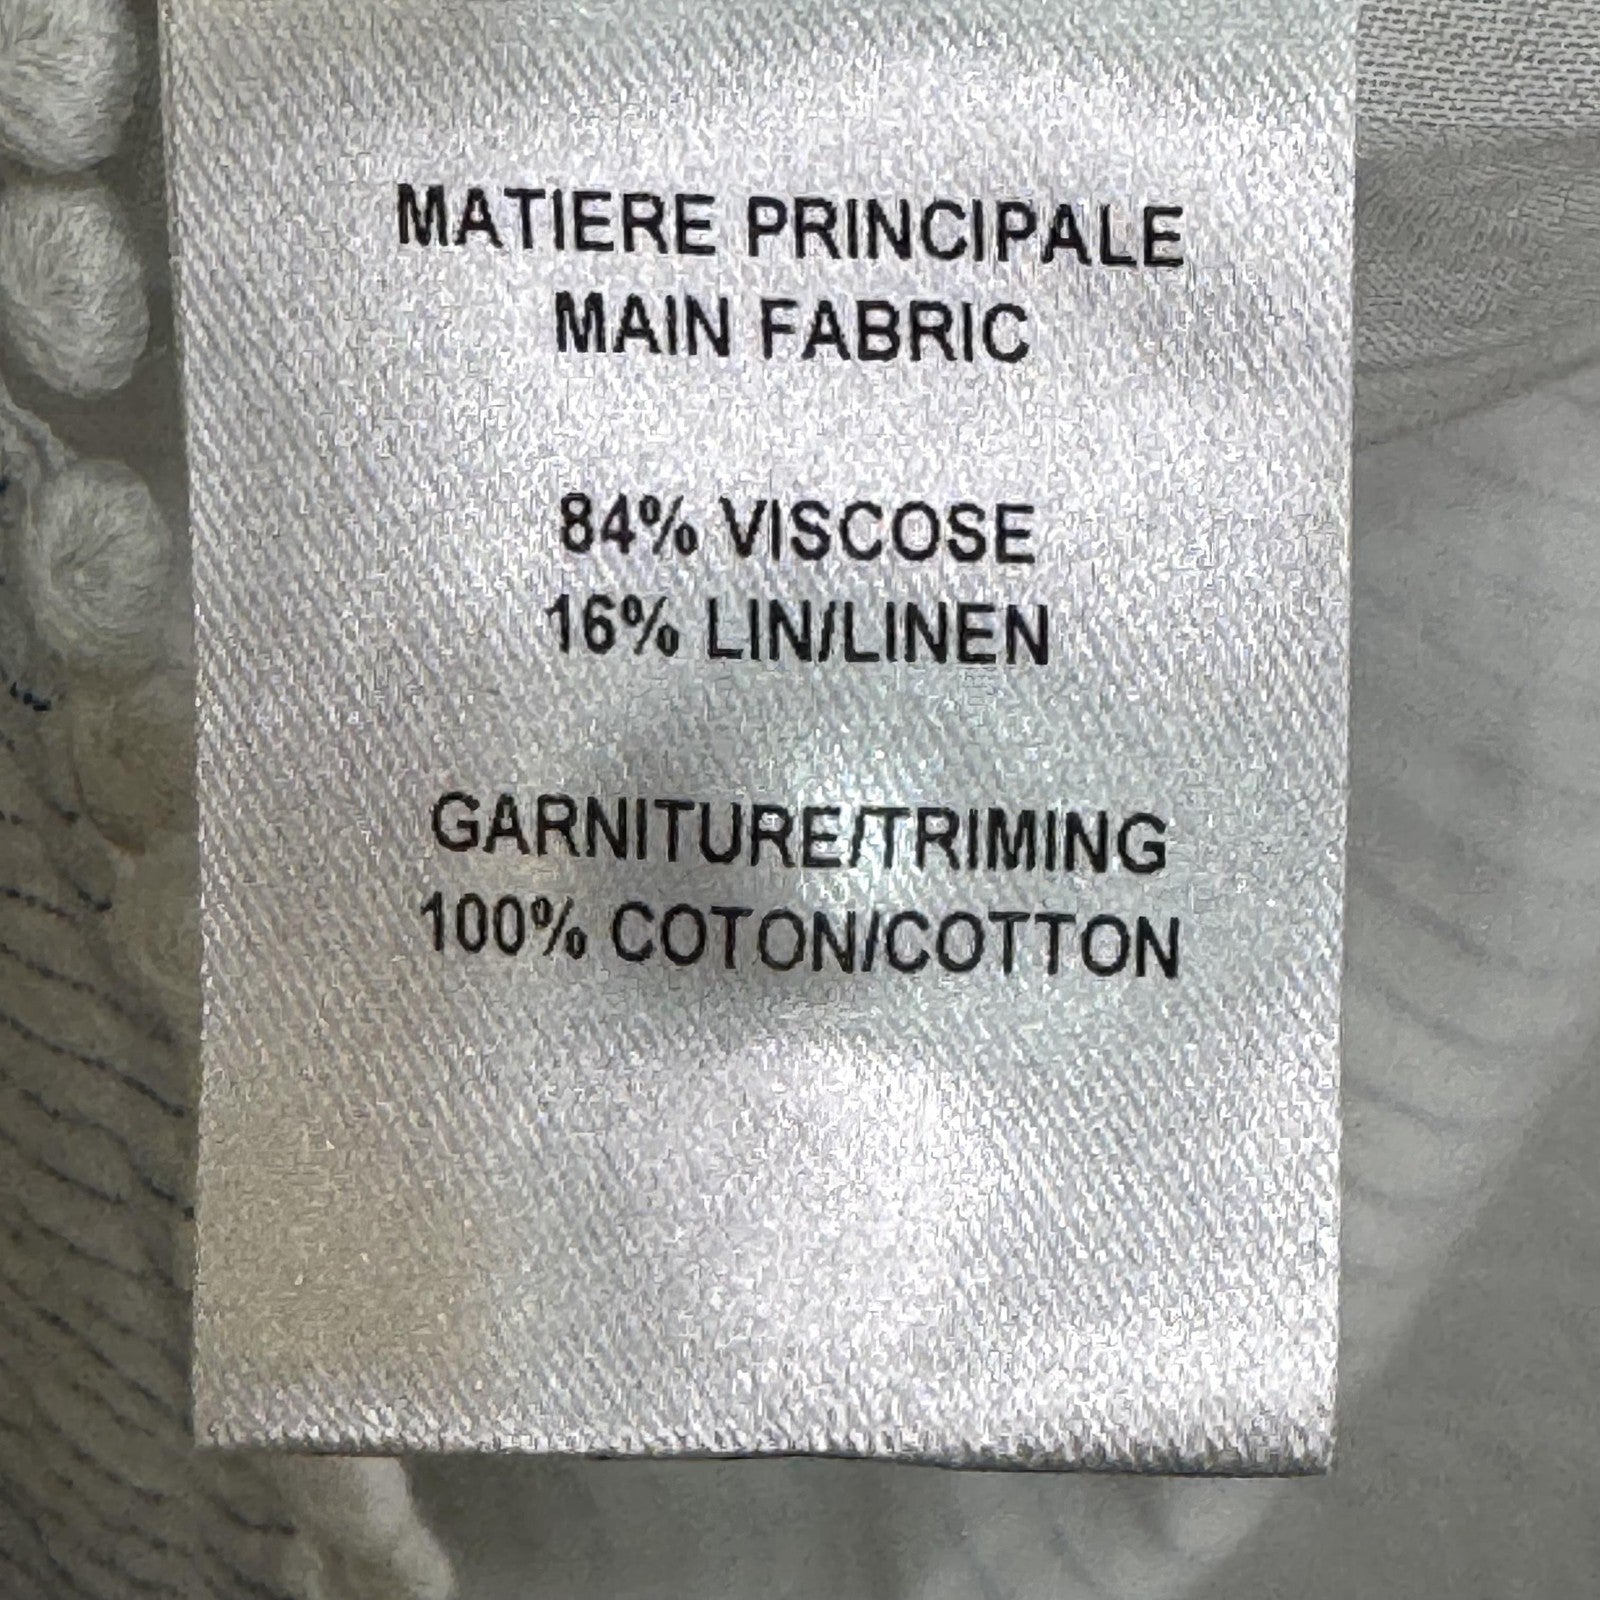 MATIERE PRINCIPALE
MAIN FABRIC
84% VISCOSE
16% LIN/LINEN
GARNITURE/TRIMING
100% COTON/COTTON